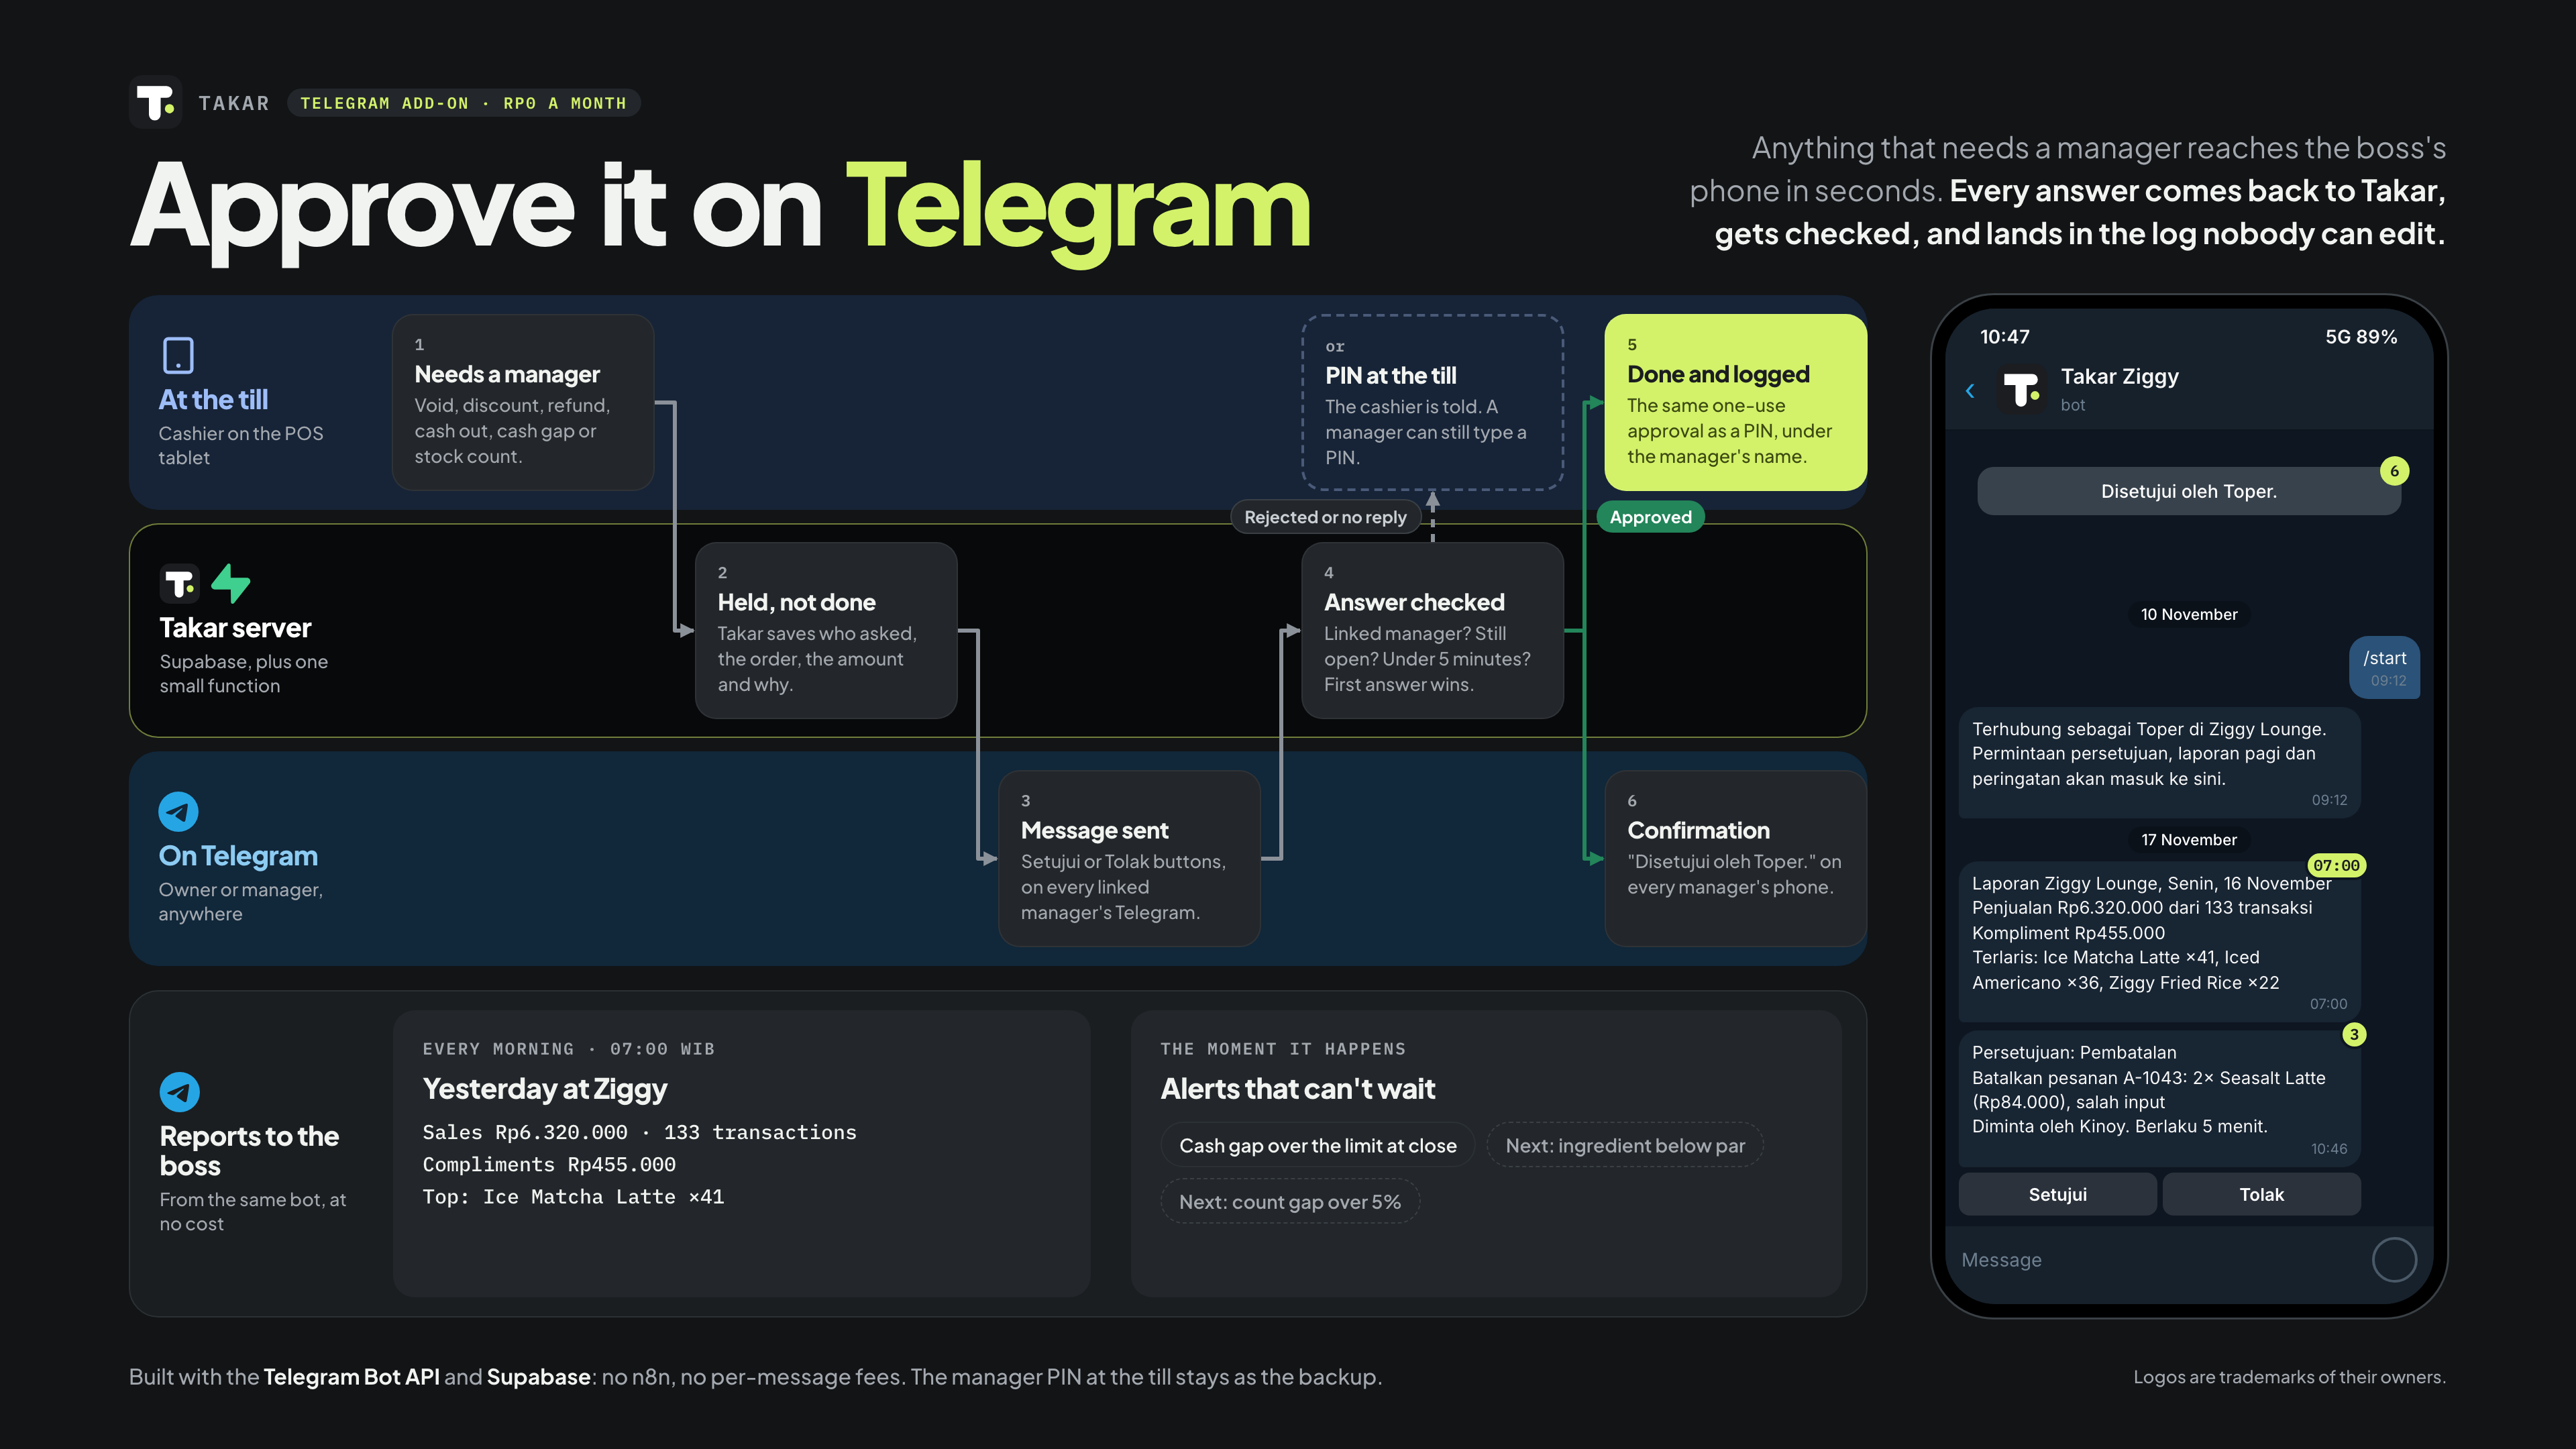 T.
TAKAR
TELEGRAM ADD-ON · RP0 A MONTH
Approve it on Telegram
Anything that needs a manager reaches the boss's
phone in seconds. Every answer comes back to Takar,
gets checked, and lands in the log nobody can edit.
At the till
Cashier on the POS
tablet
1
Needs a manager
Void, discount, refund,
cash out, cash gap or
stock count.
or
PIN at the till
The cashier is told. A
manager can still type a
PIN.
5
Done and logged
The same one-use
approval as a PIN, under
the manager's name.
Rejected or no reply
Approved
T.
Takar server
Supabase, plus one
small function
2
Held, not done
Takar saves who asked,
the order, the amount
and why.
4
Answer checked
Linked manager? Still
open? Under 5 minutes?
First answer wins.
On Telegram
Owner or manager,
anywhere
3
Message sent
Setujui or Tolak buttons,
on every linked
manager's Telegram.
6
Confirmation
"Disetujui oleh Toper." on
every manager's phone.
Reports to the
boss
From the same bot, at
no cost
EVERY MORNING · 07:00 WIB
Yesterday at Ziggy
Sales Rp6.320.000 · 133 transactions
Compliments Rp455.000
Top: Ice Matcha Latte ×41
THE MOMENT IT HAPPENS
Alerts that can't wait
Cash gap over the limit at close
Next: ingredient below par
Next: count gap over 5%
10:47
5G 89%
T.
Takar Ziggy
bot
6
Disetujui oleh Toper.
10 November
/start
09:12
Terhubung sebagai Toper di Ziggy Lounge.
Permintaan persetujuan, laporan pagi dan
peringatan akan masuk ke sini.
09:12
17 November
07:00
Laporan Ziggy Lounge, Senin, 16 November
Penjualan Rp6.320.000 dari 133 transaksi
Kompliment Rp455.000
Terlaris: Ice Matcha Latte ×41, Iced
Americano ×36, Ziggy Fried Rice ×22
07:00
3
Persetujuan: Pembatalan
Batalkan pesanan A-1043: 2× Seasalt Latte
(Rp84.000), salah input
Diminta oleh Kinoy. Berlaku 5 menit.
10:46
Setujui
Tolak
Message
Built with the Telegram Bot API and Supabase: no n8n, no per-message fees. The manager PIN at the till stays as the backup.
Logos are trademarks of their owners.